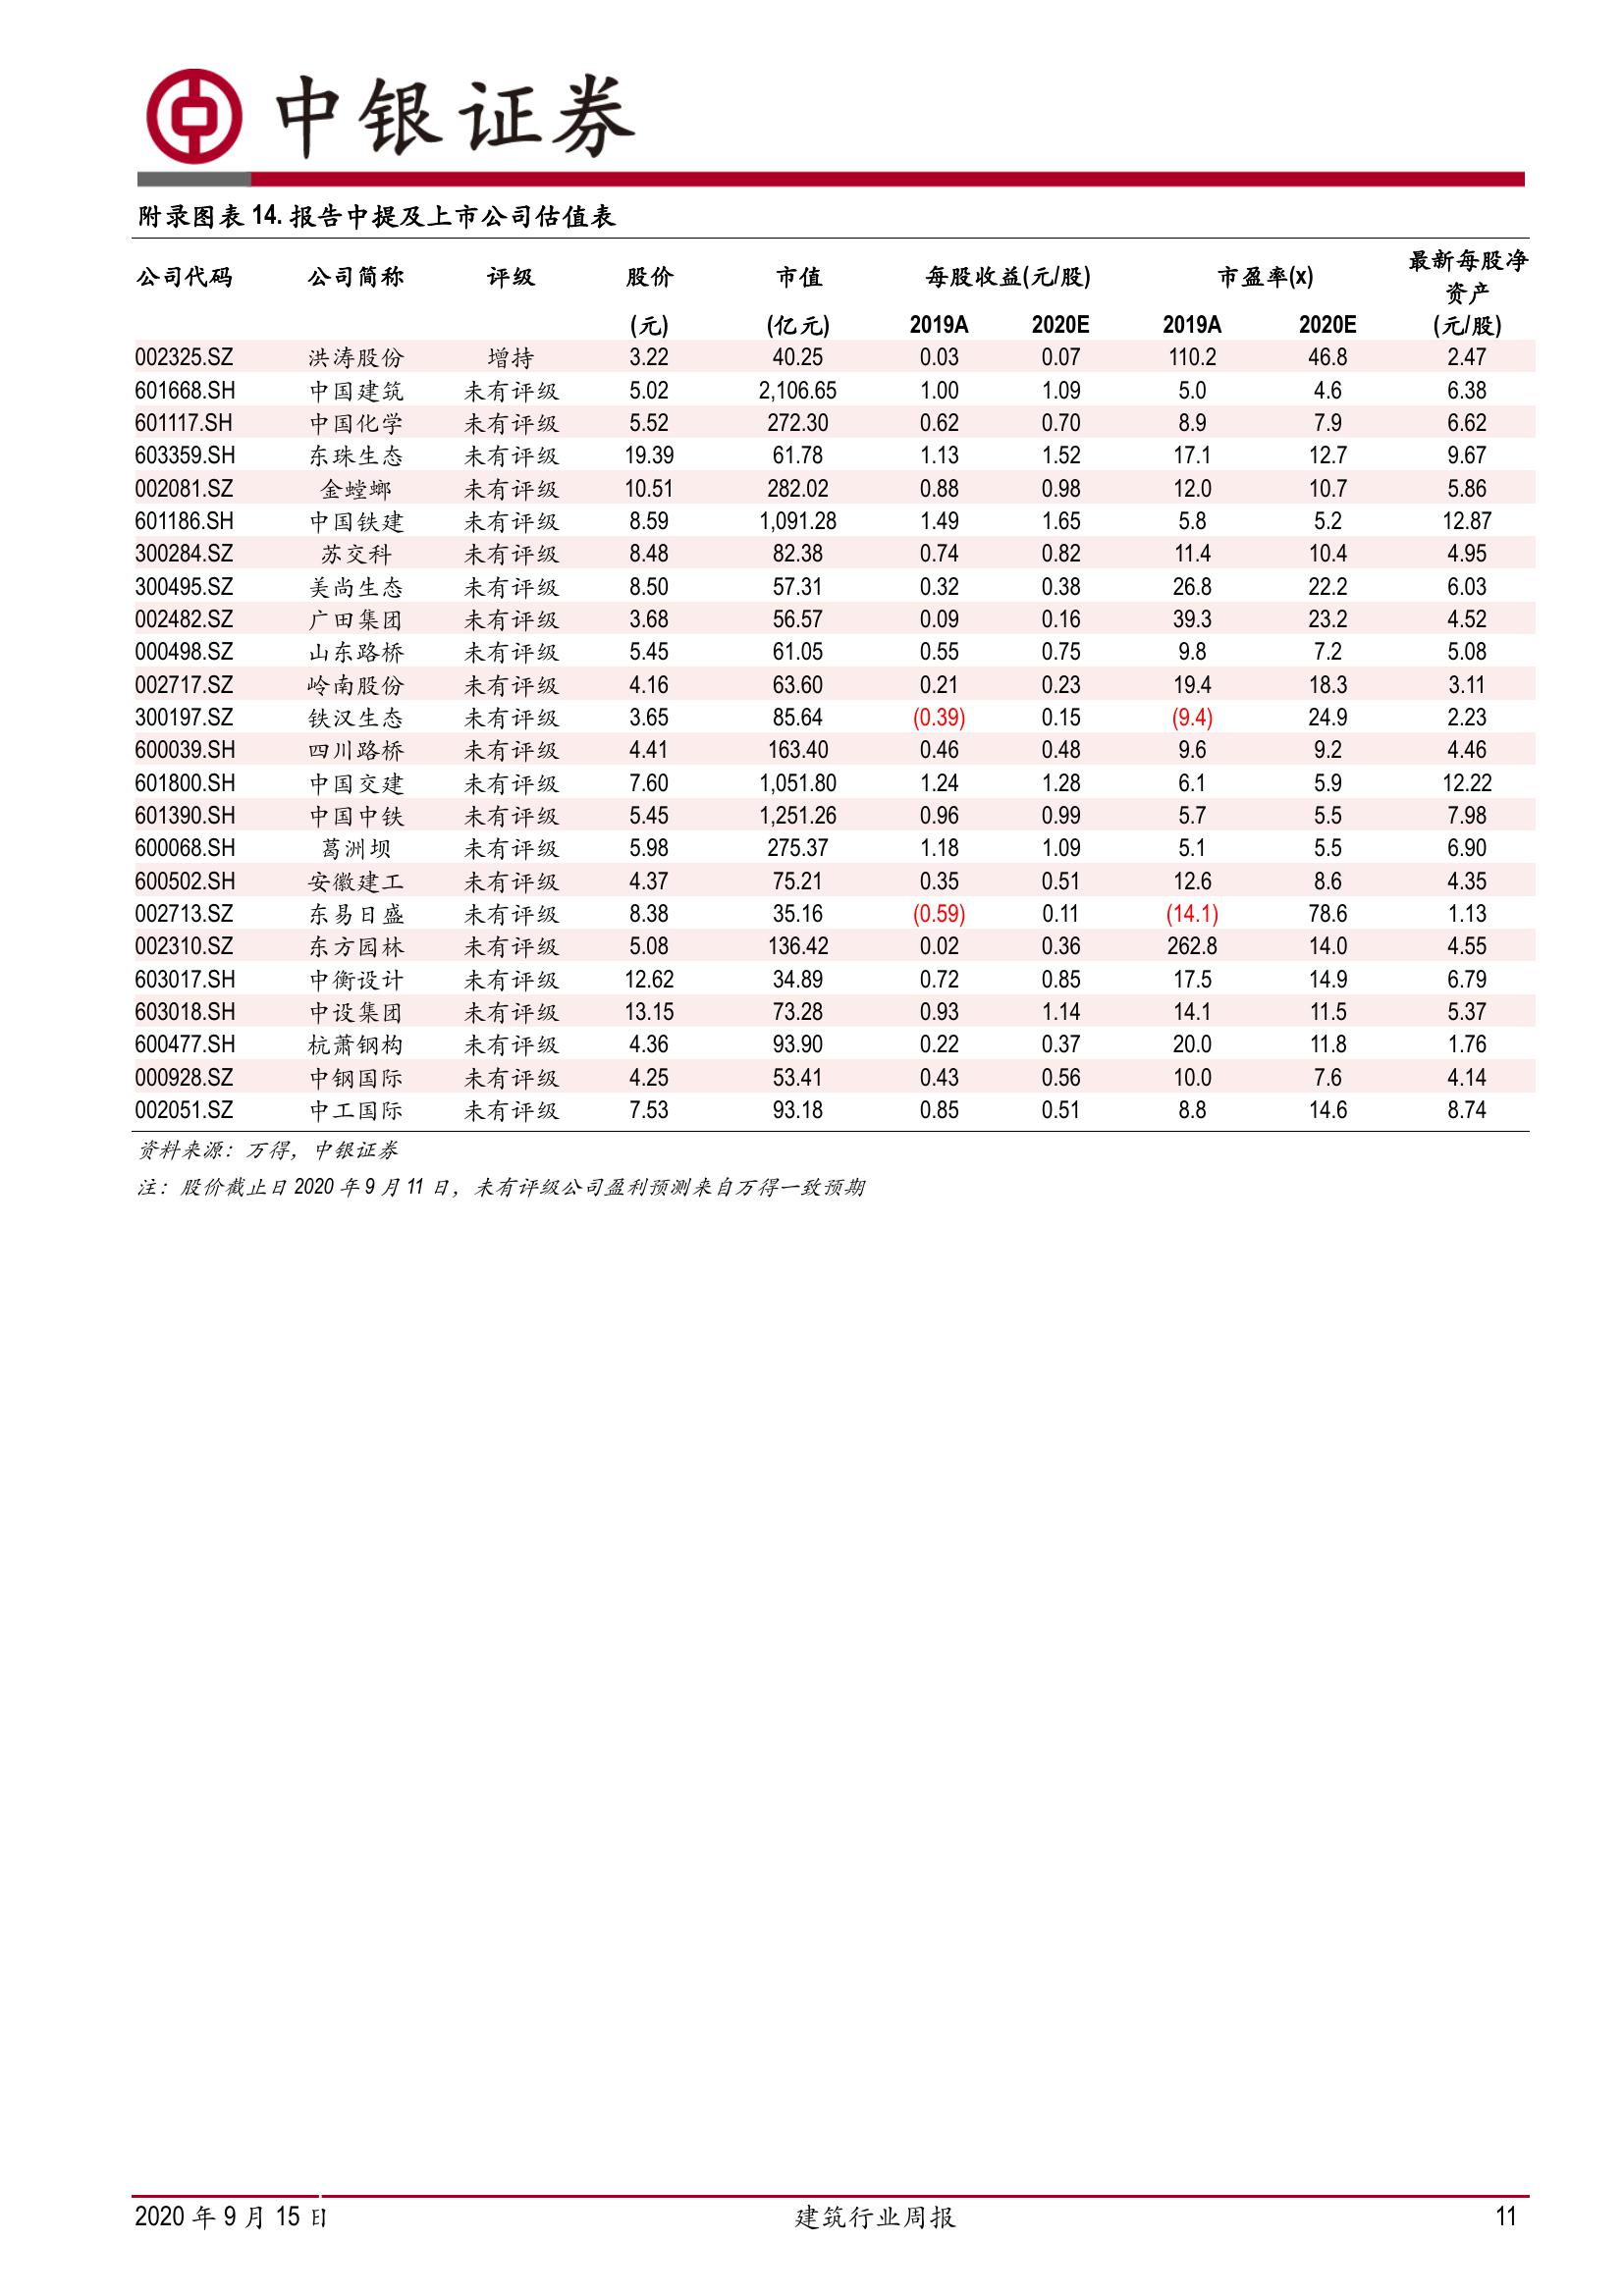 中银证券
附录图表 14. 报告中提及上市公司估值表
公司代码 公司简称 评级 股价 市值 每股收益(元/股) 市盈率(x) 最新每股净资产
(元) (亿元) 2019A 2020E 2019A 2020E (元/股)
002325.SZ 洪涛股份 增持 3.22 40.25 0.03 0.07 110.2 46.8 2.47
601668.SH 中国建筑 未有评级 5.02 2,106.65 1.00 1.09 5.0 4.6 6.38
601117.SH 中国化学 未有评级 5.52 272.30 0.62 0.70 8.9 7.9 6.62
603359.SH 东珠生态 未有评级 19.39 61.78 1.13 1.52 17.1 12.7 9.67
002081.SZ 金螳螂 未有评级 10.51 282.02 0.88 0.98 12.0 10.7 5.86
601186.SH 中国铁建 未有评级 8.59 1,091.28 1.49 1.65 5.8 5.2 12.87
300284.SZ 苏交科 未有评级 8.48 82.38 0.74 0.82 11.4 10.4 4.95
300495.SZ 美尚生态 未有评级 8.50 57.31 0.32 0.38 26.8 22.2 6.03
002482.SZ 广田集团 未有评级 3.68 56.57 0.09 0.16 39.3 23.2 4.52
000498.SZ 山东路桥 未有评级 5.45 61.05 0.55 0.75 9.8 7.2 5.08
002717.SZ 岭南股份 未有评级 4.16 63.60 0.21 0.23 19.4 18.3 3.11
300197.SZ 铁汉生态 未有评级 3.65 85.64 (0.39) 0.15 (9.4) 24.9 2.23
600039.SH 四川路桥 未有评级 4.41 163.40 0.46 0.48 9.6 9.2 4.46
601800.SH 中国交建 未有评级 7.60 1,051.80 1.24 1.28 6.1 5.9 12.22
601390.SH 中国中铁 未有评级 5.45 1,251.26 0.96 0.99 5.7 5.5 7.98
600068.SH 葛洲坝 未有评级 5.98 275.37 1.18 1.09 5.1 5.5 6.90
600502.SH 安徽建工 未有评级 4.37 75.21 0.35 0.51 12.6 8.6 4.35
002713.SZ 东易日盛 未有评级 8.38 35.16 (0.59) 0.11 (14.1) 78.6 1.13
002310.SZ 东方园林 未有评级 5.08 136.42 0.02 0.36 262.8 14.0 4.55
603017.SH 中衡设计 未有评级 12.62 34.89 0.72 0.85 17.5 14.9 6.79
603018.SH 中设集团 未有评级 13.15 73.28 0.93 1.14 14.1 11.5 5.37
600477.SH 杭萧钢构 未有评级 4.36 93.90 0.22 0.37 20.0 11.8 1.76
000928.SZ 中钢国际 未有评级 4.25 53.41 0.43 0.56 10.0 7.6 4.14
002051.SZ 中工国际 未有评级 7.53 93.18 0.85 0.51 8.8 14.6 8.74
资料来源：万得，中银证券
注：股价截止日 2020 年 9 月 11 日，未有评级公司盈利预测来自万得一致预期
2020 年 9 月 15 日 建筑行业周报 11